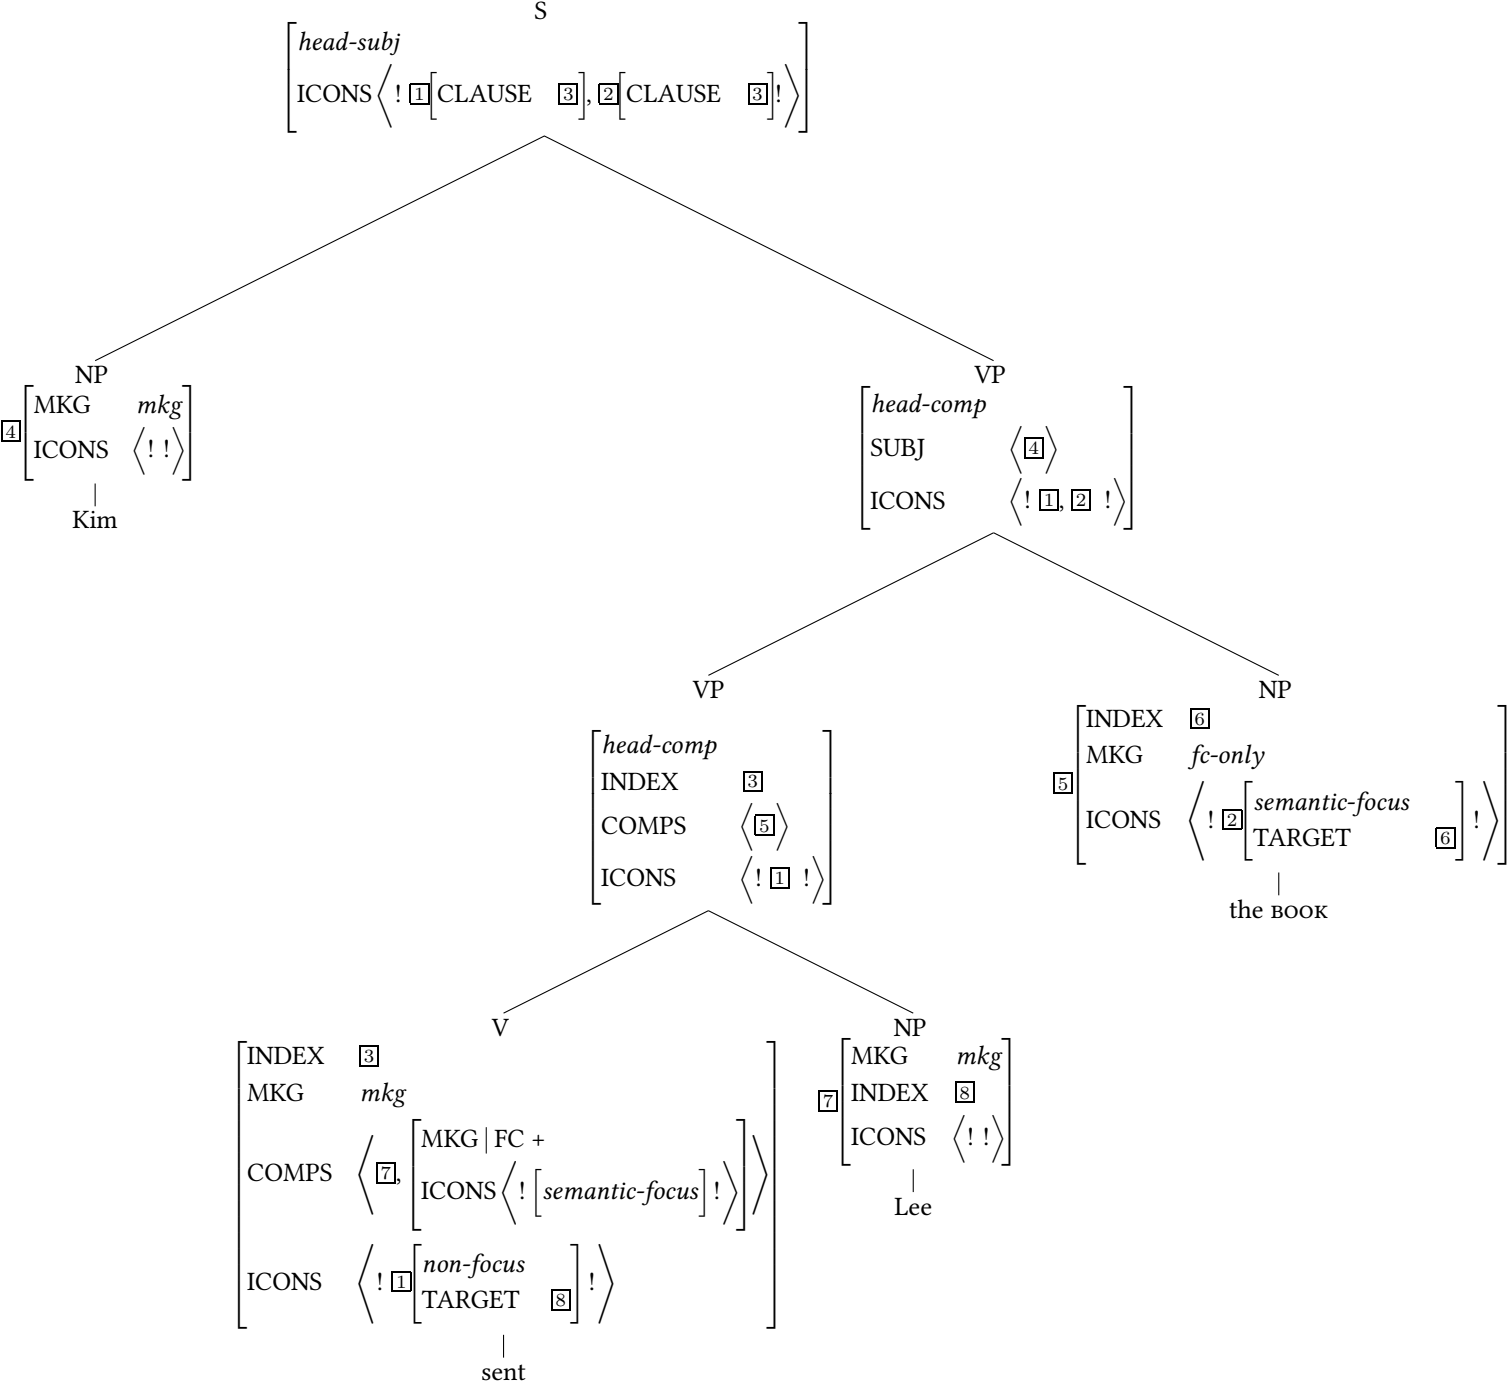 S
head-subj
ICONS ⟨! 1[CLAUSE 3], 2[CLAUSE 3]!⟩
NP
4 MKG mkg
ICONS ⟨! !⟩
Kim
VP
head-comp
SUBJ ⟨4⟩
ICONS ⟨! 1, 2 !⟩
VP
head-comp
INDEX 3
COMPS ⟨5⟩
ICONS ⟨! 1 !⟩
NP
INDEX 6
MKG fc-only
5 ICONS ⟨! 2[semantic-focus
TARGET 6] !⟩
the BOOK
V
INDEX 3
MKG mkg
COMPS ⟨7, [MKG | FC +
ICONS ⟨! [semantic-focus] !⟩]⟩
ICONS ⟨! 1[non-focus
TARGET 8] !⟩
sent
NP
MKG mkg
7 INDEX 8
ICONS ⟨! !⟩
Lee